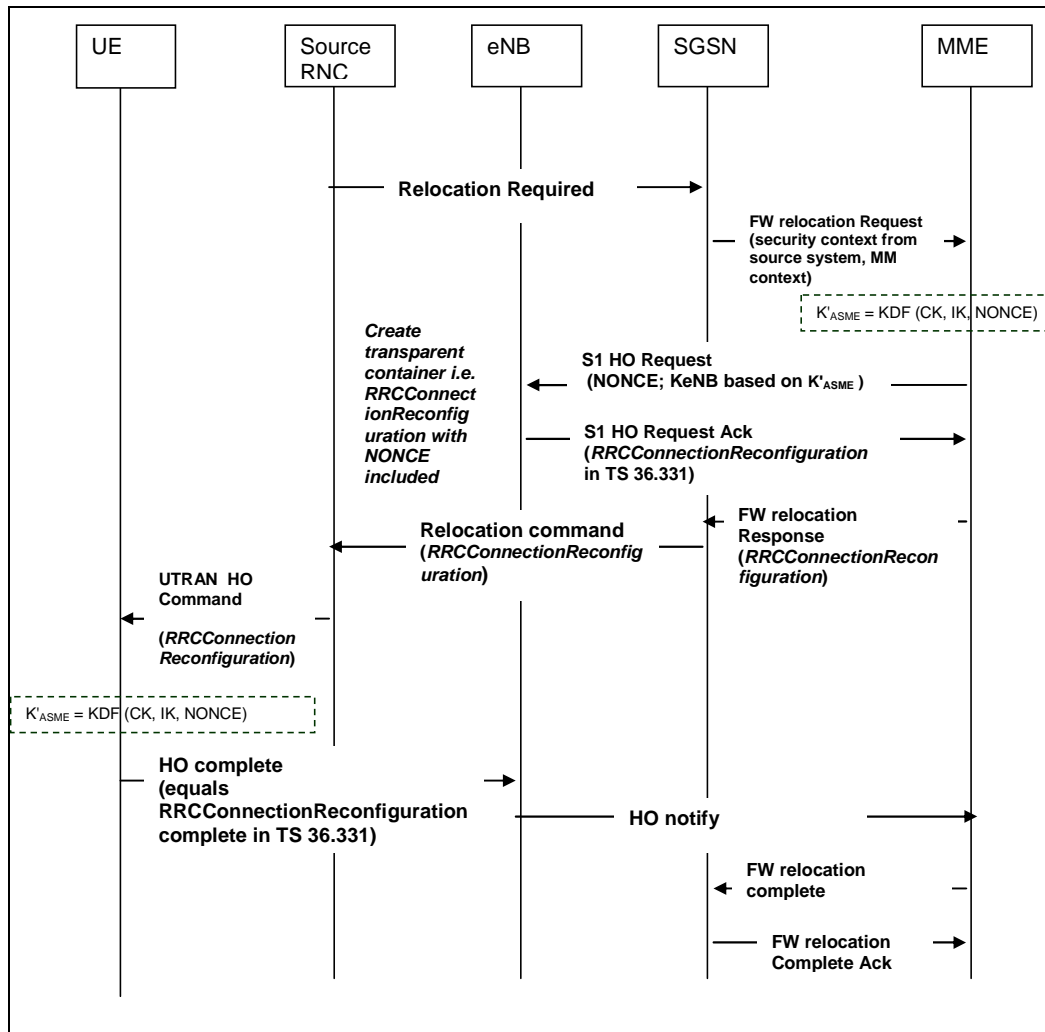 UE
Source
RNC
eNB
SGSN
MME
Relocation Required
FW relocation Request
(security context from
source system, MM
context)
K'ASME = KDF (CK, IK, NONCE)
Create
transparent
container i.e.
RRCConnect
ionReconfig
uration with
NONCE
included
S1 HO Request
(NONCE; KeNB based on K'ASME )
S1 HO Request Ack
(RRCConnectionReconfiguration
in TS 36.331)
FW relocation
Response
(RRCConnectionRecon
figuration)
Relocation command
(RRCConnectionReconfig
uration)
UTRAN HO
Command
(RRCConnection
Reconfiguration)
K'ASME = KDF (CK, IK, NONCE)
HO complete
(equals
RRCConnectionReconfiguration
complete in TS 36.331)
HO notify
FW relocation
complete
FW relocation
Complete Ack